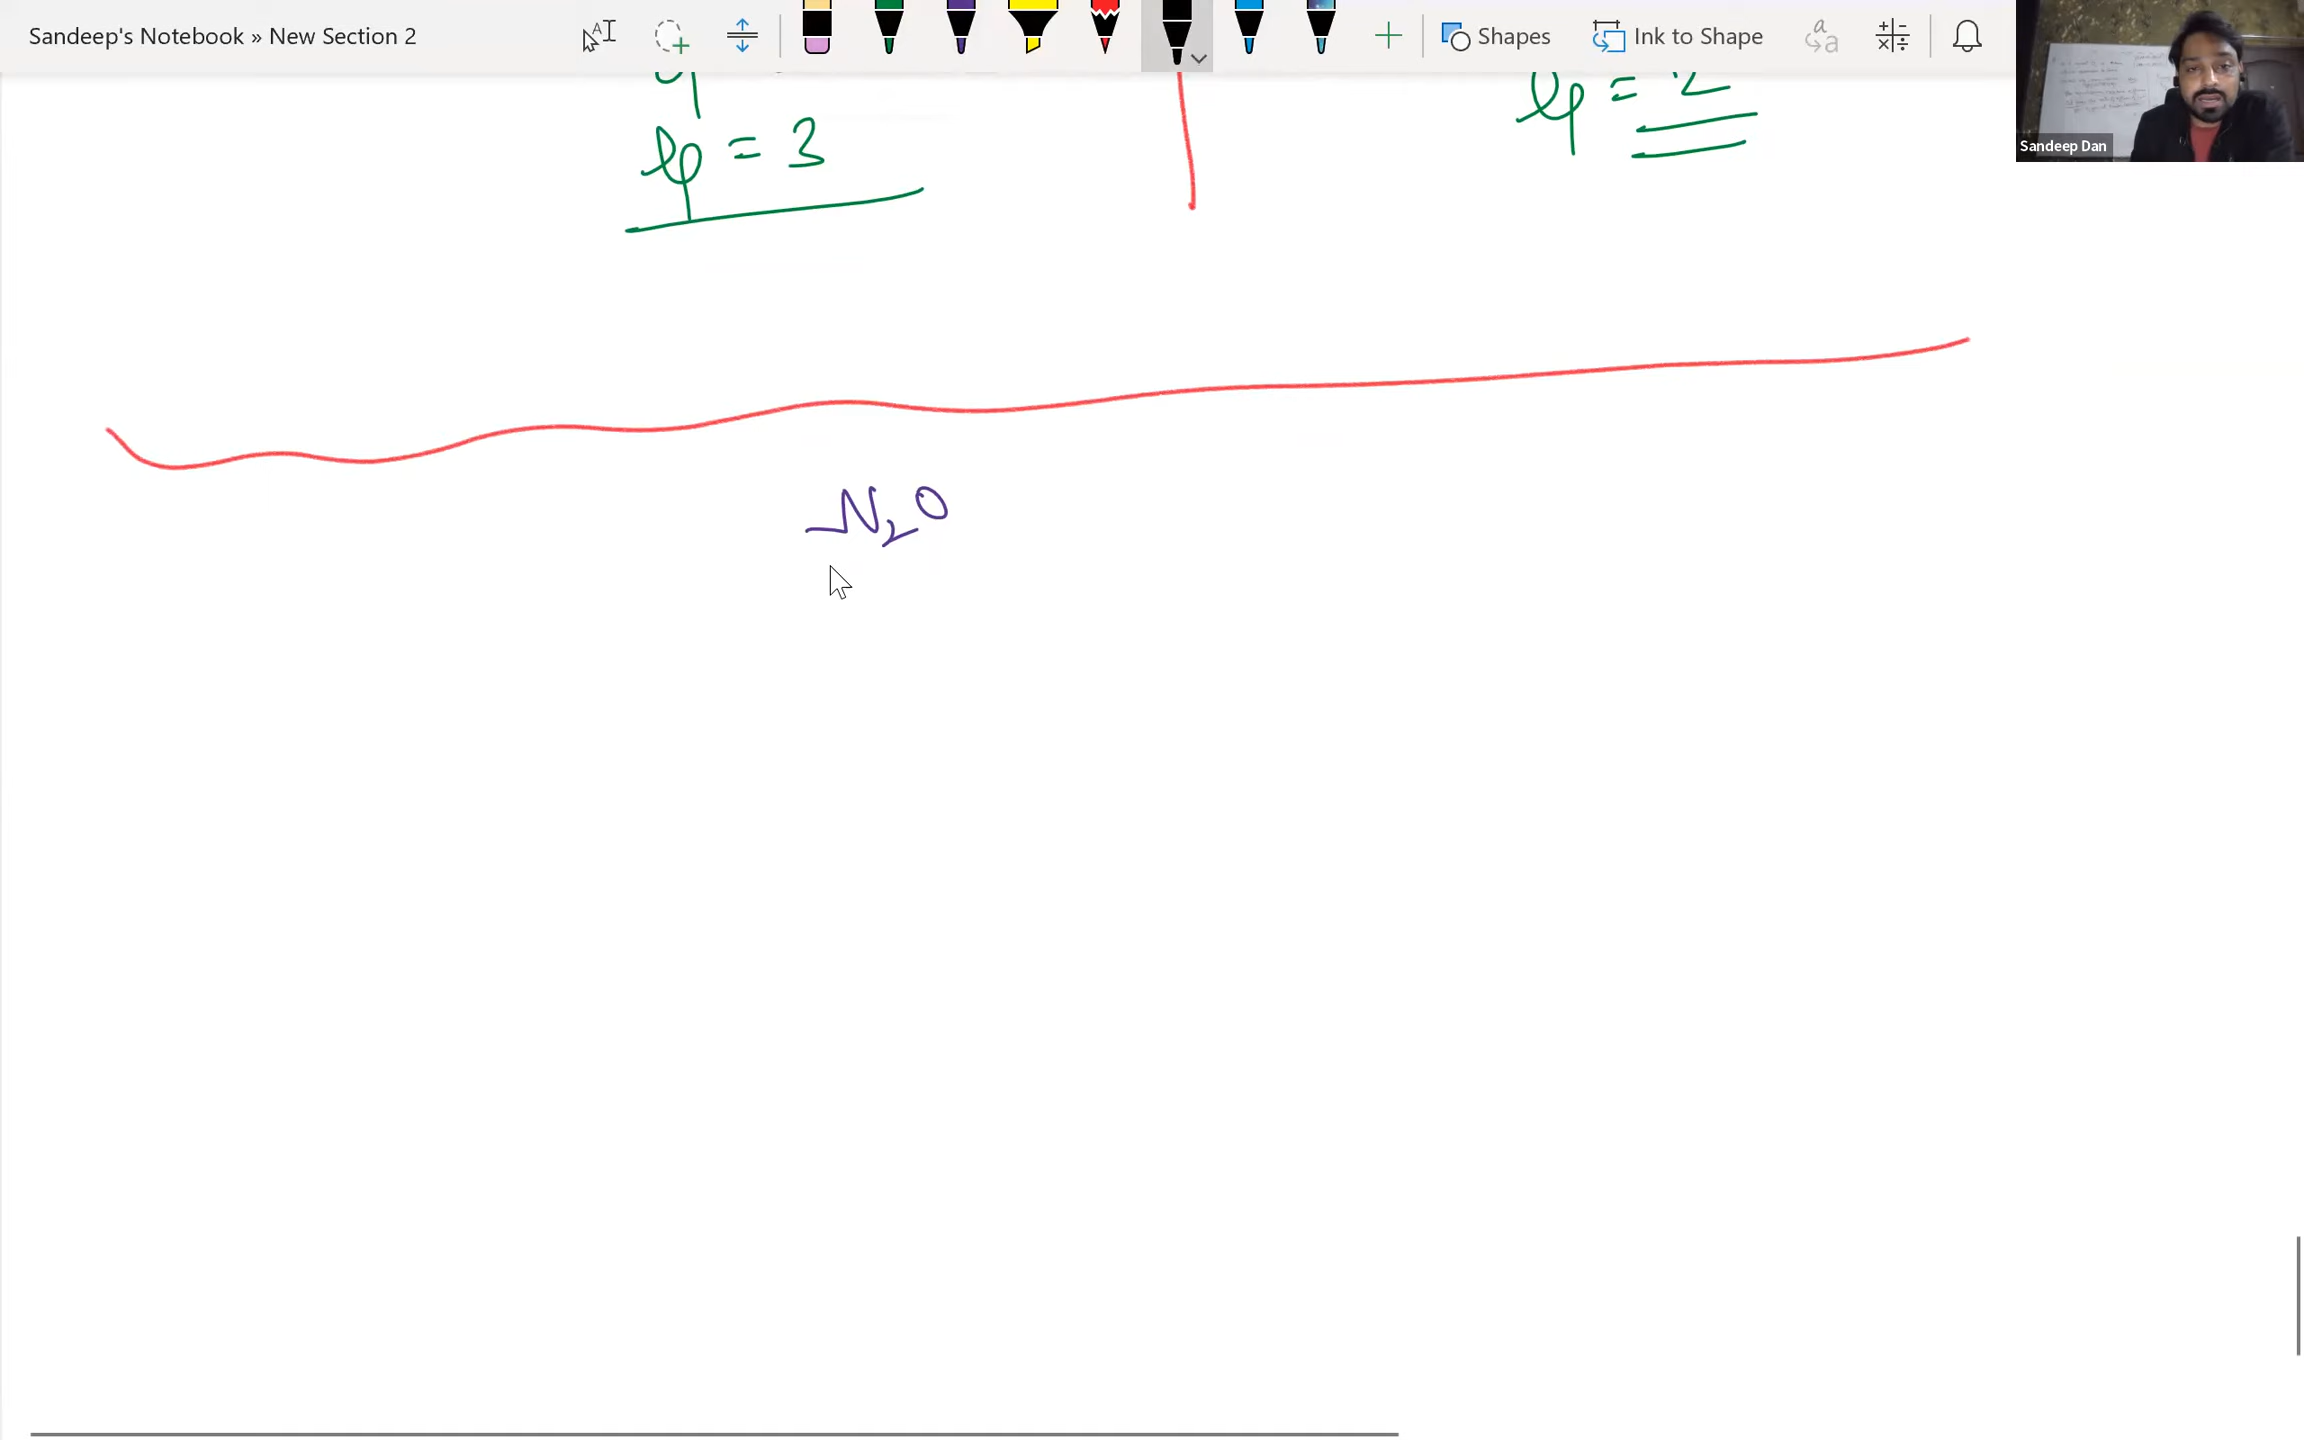 Sandeep's Notebook » New Section 2
Shapes
Ink to Shape
Sandeep Dan
lp = 3
lp = 2
N₂O